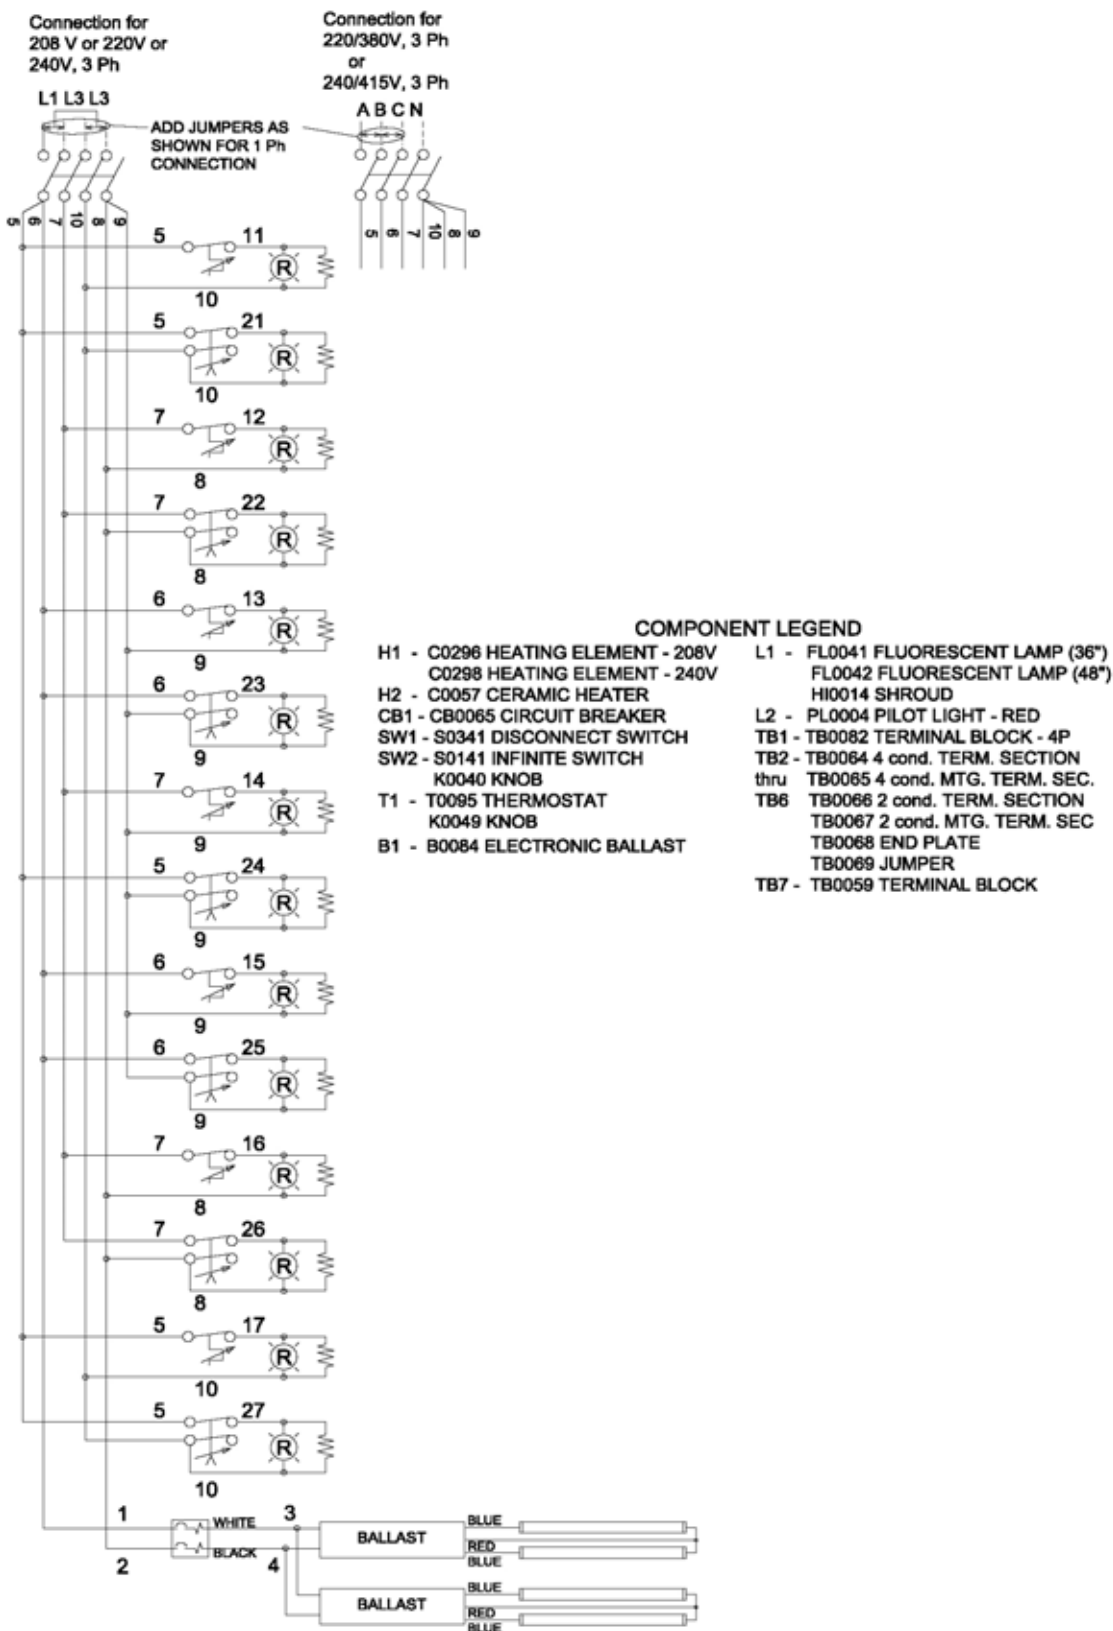 Connection for
208 V or 220V or
240V, 3 Ph
L1 L3 L3
Connection for
220/380V, 3 Ph
or
240/415V, 3 Ph
A B C N
ADD JUMPERS AS
SHOWN FOR 1 Ph
CONNECTION
5 6 7 10 8 9
5 6 7 10 8 9
5 11
R
10
5 21
R
10
7 12
R
8
7 22
R
8
6 13
R
9
6 23
R
9
7 14
R
9
5 24
R
9
6 15
R
9
6 25
R
9
7 16
R
8
7 26
R
8
5 17
R
10
5 27
R
10
COMPONENT LEGEND
H1 - C0296 HEATING ELEMENT - 208V
C0298 HEATING ELEMENT - 240V
H2 - C0057 CERAMIC HEATER
CB1 - CB0065 CIRCUIT BREAKER
SW1 - S0341 DISCONNECT SWITCH
SW2 - S0141 INFINITE SWITCH
K0040 KNOB
T1 - T0095 THERMOSTAT
K0049 KNOB
B1 - B0084 ELECTRONIC BALLAST
L1 - FL0041 FLUORESCENT LAMP (36")
FL0042 FLUORESCENT LAMP (48")
HI0014 SHROUD
L2 - PL0004 PILOT LIGHT - RED
TB1 - TB0082 TERMINAL BLOCK - 4P
TB2 - TB0064 4 cond. TERM. SECTION
thru TB0065 4 cond. MTG. TERM. SEC.
TB6 TB0066 2 cond. TERM. SECTION
TB0067 2 cond. MTG. TERM. SEC
TB0068 END PLATE
TB0069 JUMPER
TB7 - TB0059 TERMINAL BLOCK
1 WHITE 3
2 BLACK 4
BALLAST
BLUE
RED
BLUE
BALLAST
BLUE
RED
BLUE